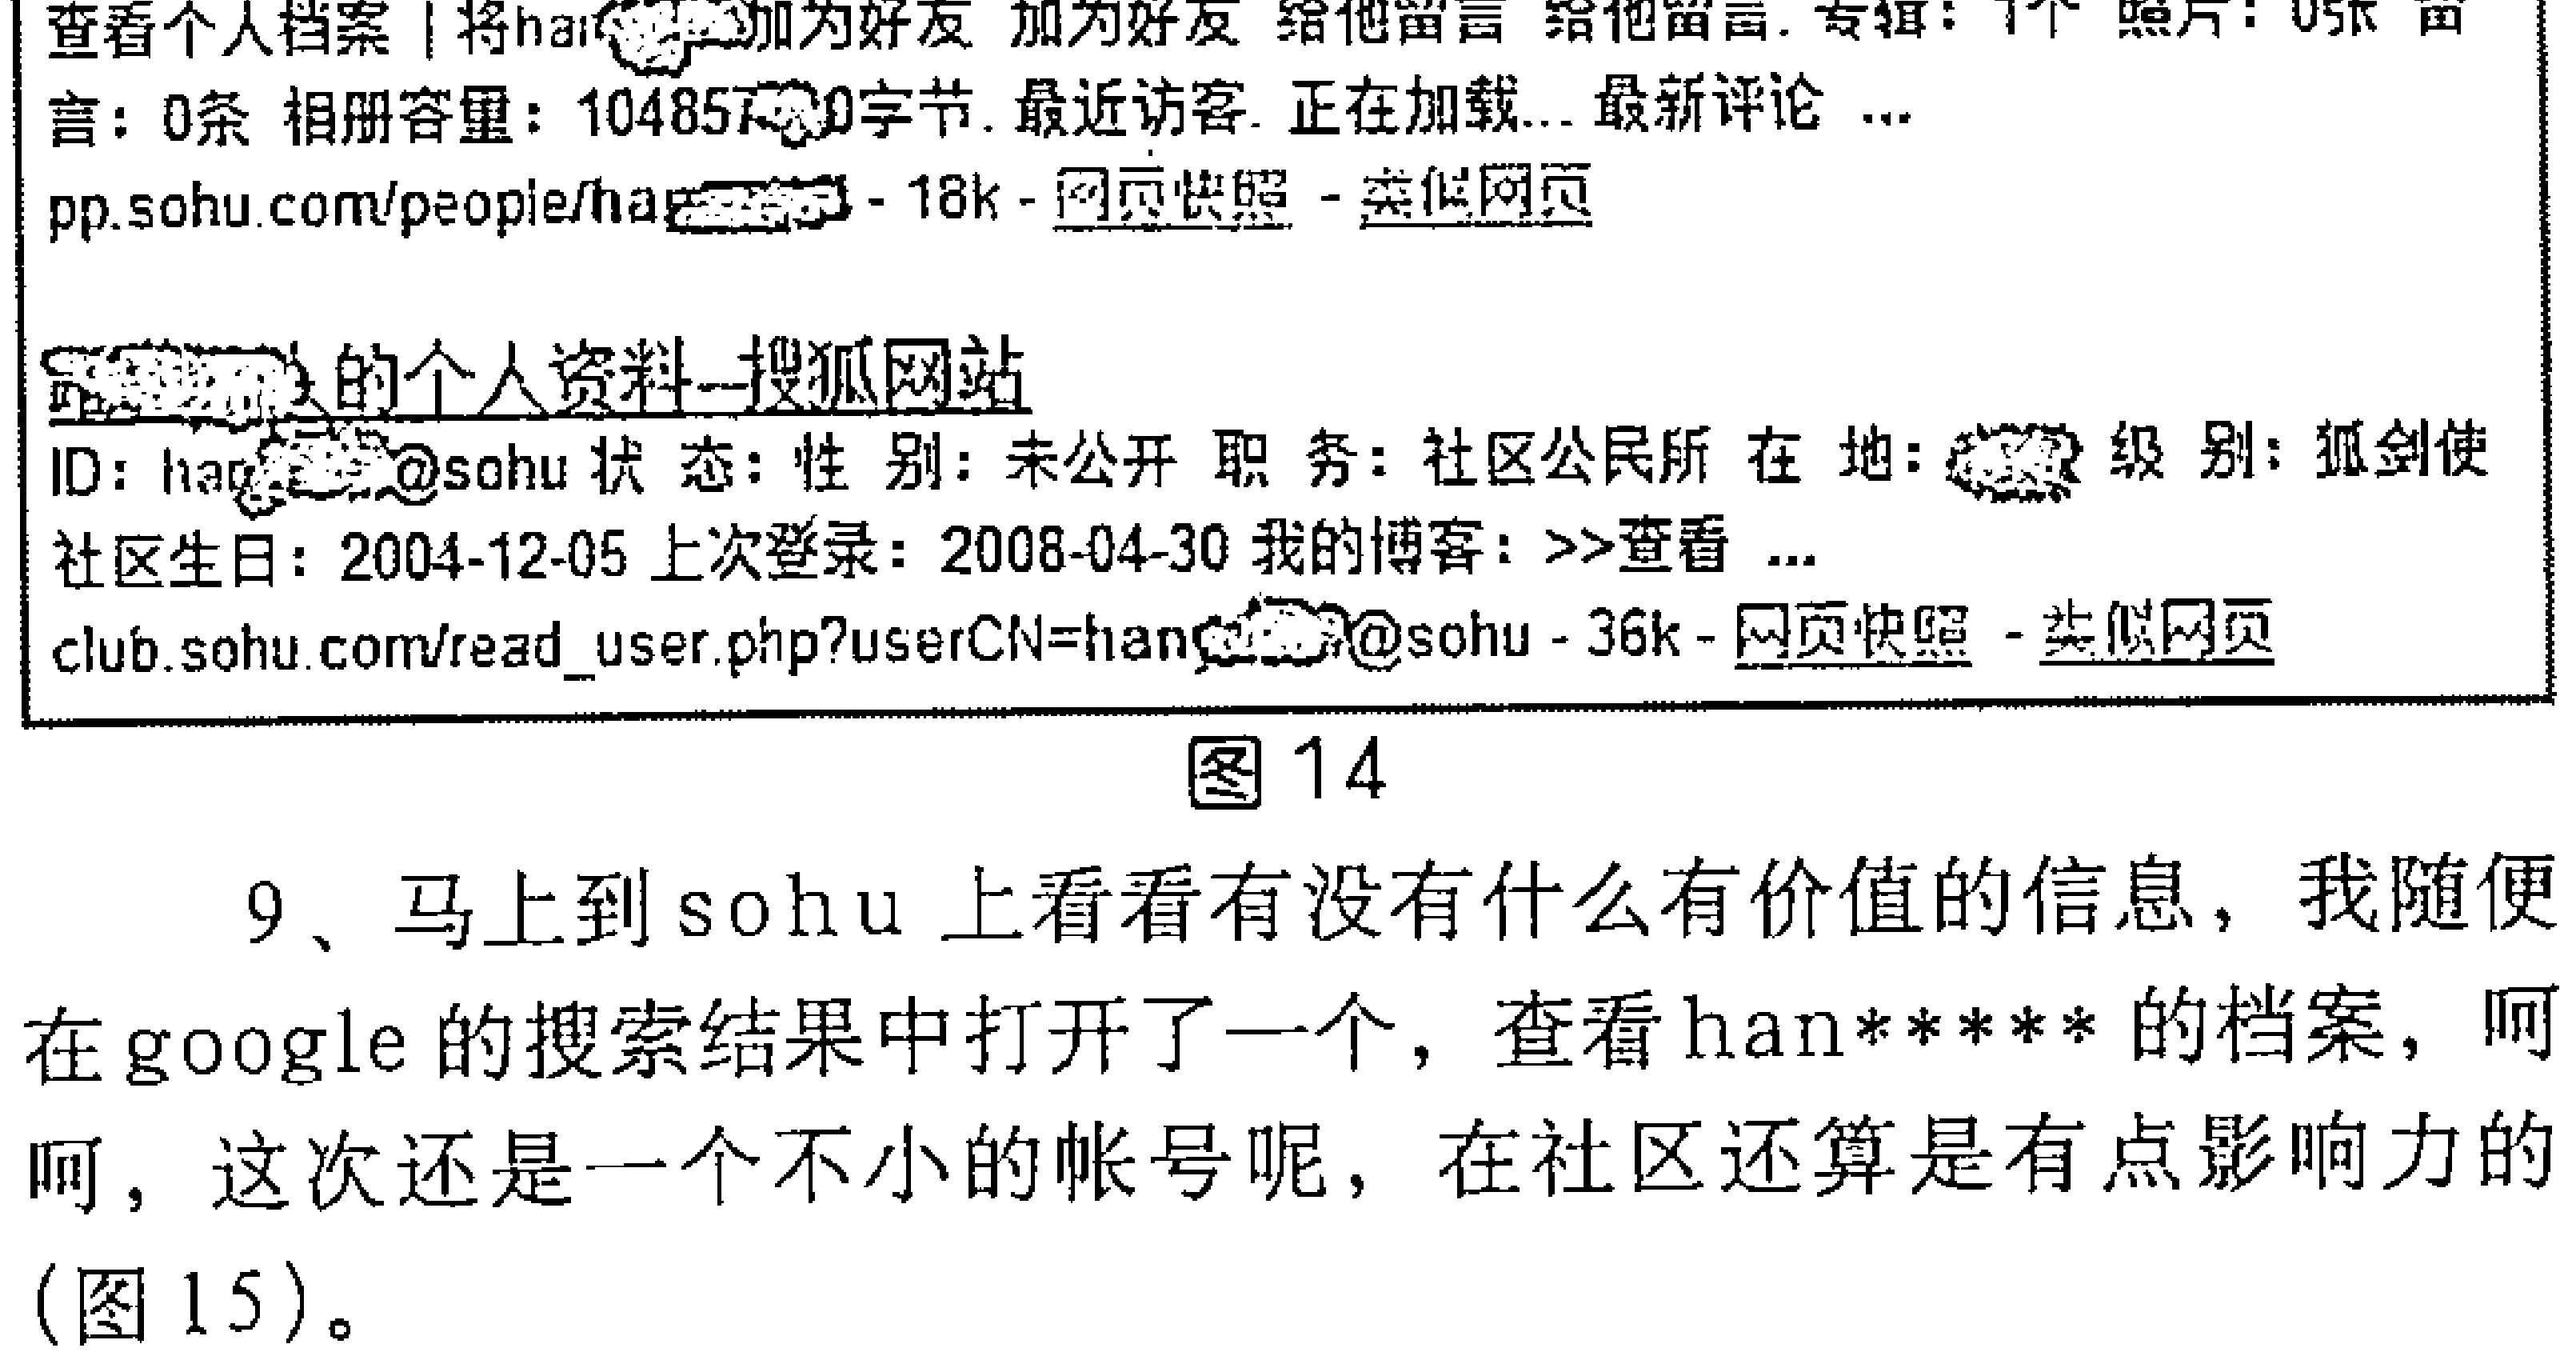 查看个人档案 | 将han加为好友 加为好友 给他留言 给他留言. 专辑：1个 照片：0张 留
言：0条 相册容量：1048570字节. 最近访客. 正在加载... 最新评论 ...
pp.sohu.com/people/han - 18k - 网页快照 - 类似网页
的个人资料--搜狐网站
ID：han@sohu 状 态：性 别：未公开 职 务：社区公民所 在 地： 级 别：狐剑使
社区生日：2004-12-05 上次登录：2008-04-30 我的博客：>>查看 ...
club.sohu.com/read_user.php?userCN=han@sohu - 36k - 网页快照 - 类似网页
图 14
9、马上到sohu上看看有没有什么有价值的信息，我随便
在google的搜索结果中打开了一个，查看han*****的档案，呵
呵，这次还是一个不小的帐号呢，在社区还算是有点影响力的
(图 15)。